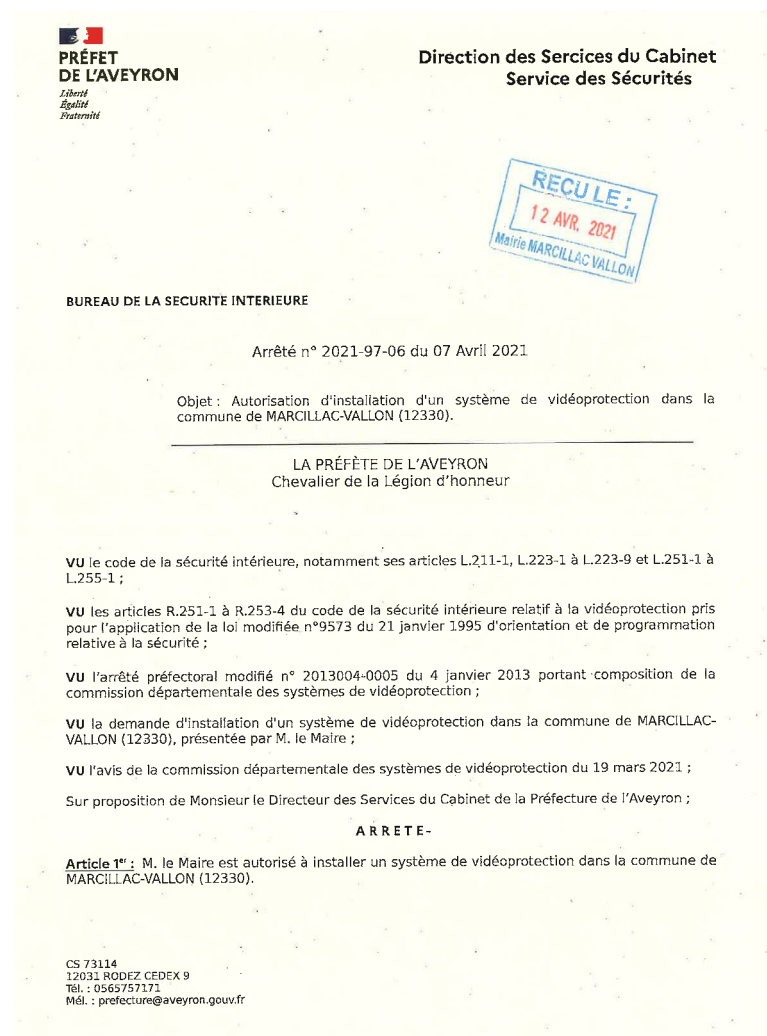 PRÉFET
DE L'AVEYRON
Liberté
Égalité
Fraternité
Direction des Sercices du Cabinet
Service des Sécurités
RECU LE :
12 AVR. 2021
Mairie MARCILLAC VALLON
BUREAU DE LA SECURITE INTERIEURE
Arrêté n° 2021-97-06 du 07 Avril 2021
Objet : Autorisation d'installation d'un système de vidéoprotection dans la
commune de MARCILLAC-VALLON (12330).
LA PRÉFÈTE DE L'AVEYRON
Chevalier de la Légion d'honneur
VU le code de la sécurité intérieure, notamment ses articles L.211-1, L.223-1 à L.223-9 et L.251-1 à
L.255-1 ;
VU les articles R.251-1 à R.253-4 du code de la sécurité intérieure relatif à la vidéoprotection pris
pour l'application de la loi modifiée n°9573 du 21 janvier 1995 d'orientation et de programmation
relative à la sécurité ;
VU l'arrêté préfectoral modifié n° 2013004-0005 du 4 janvier 2013 portant composition de la
commission départementale des systèmes de vidéoprotection ;
VU la demande d'installation d'un système de vidéoprotection dans la commune de MARCILLAC-
VALLON (12330), présentée par M. le Maire ;
VU l'avis de la commission départementale des systèmes de vidéoprotection du 19 mars 2021 ;
Sur proposition de Monsieur le Directeur des Services du Cabinet de la Préfecture de l'Aveyron ;
A R R E T E-
Article 1er : M. le Maire est autorisé à installer un système de vidéoprotection dans la commune de
MARCILLAC-VALLON (12330).
CS 73114
12031 RODEZ CEDEX 9
Tél. : 0565757171
Mél. : prefecture@aveyron.gouv.fr